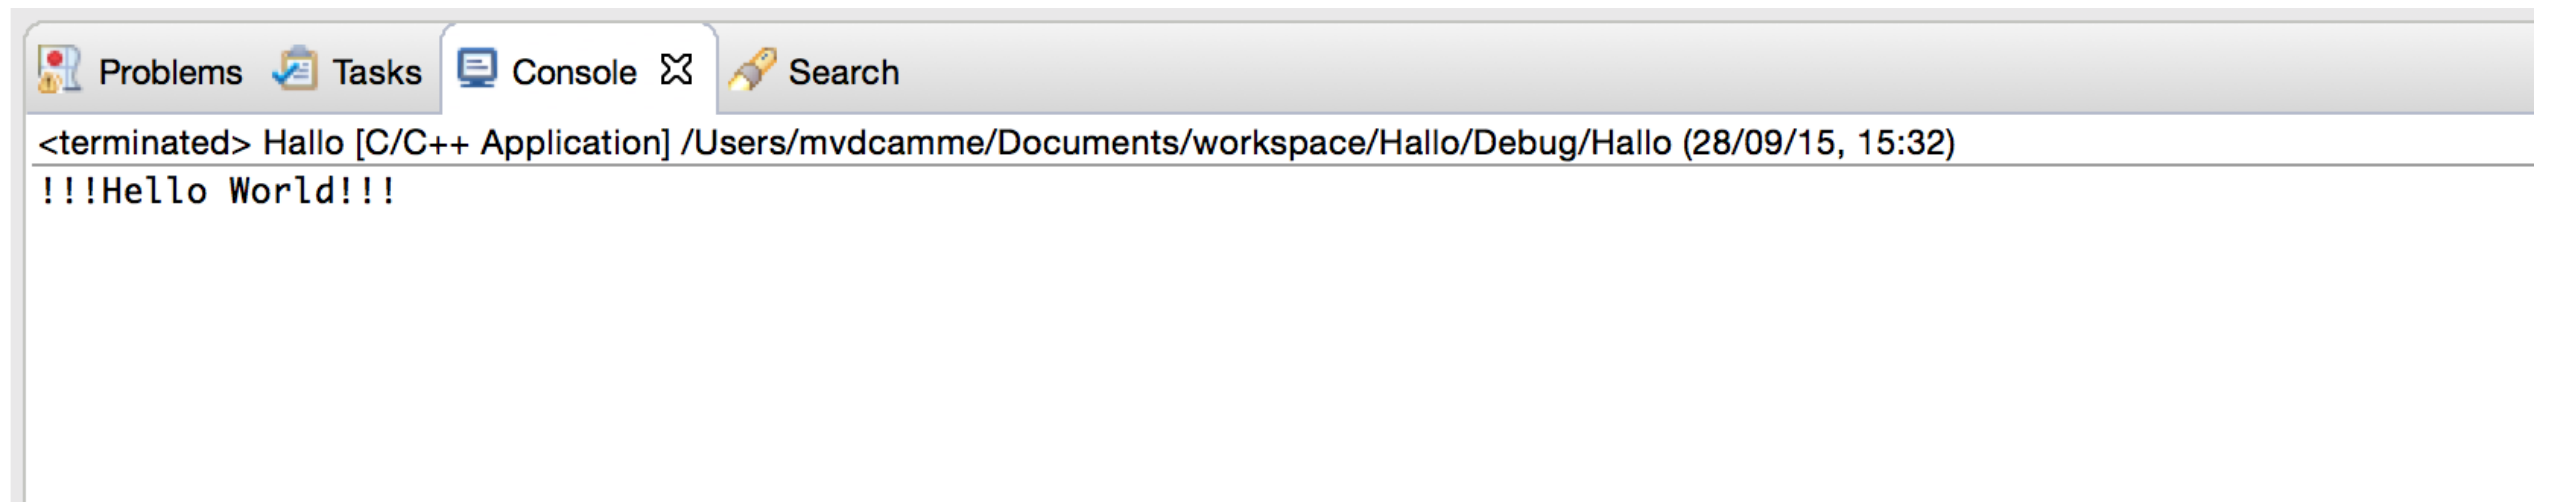 Problems Tasks Console Search
<terminated> Hallo [C/C++ Application] /Users/mvdcamme/Documents/workspace/Hallo/Debug/Hallo (28/09/15, 15:32)
!!!Hello World!!!